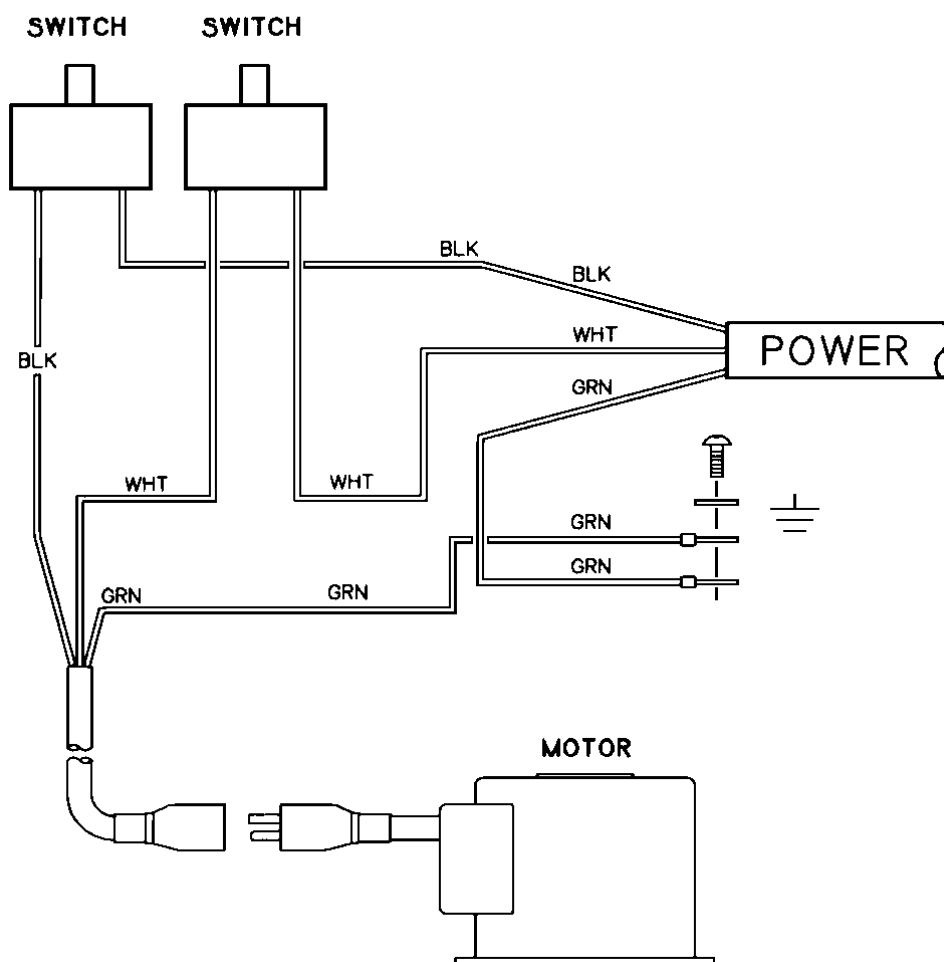 SWITCH SWITCH
BLK
BLK
WHT
POWER
BLK
GRN
WHT
WHT
GRN
GRN
GRN
GRN
MOTOR